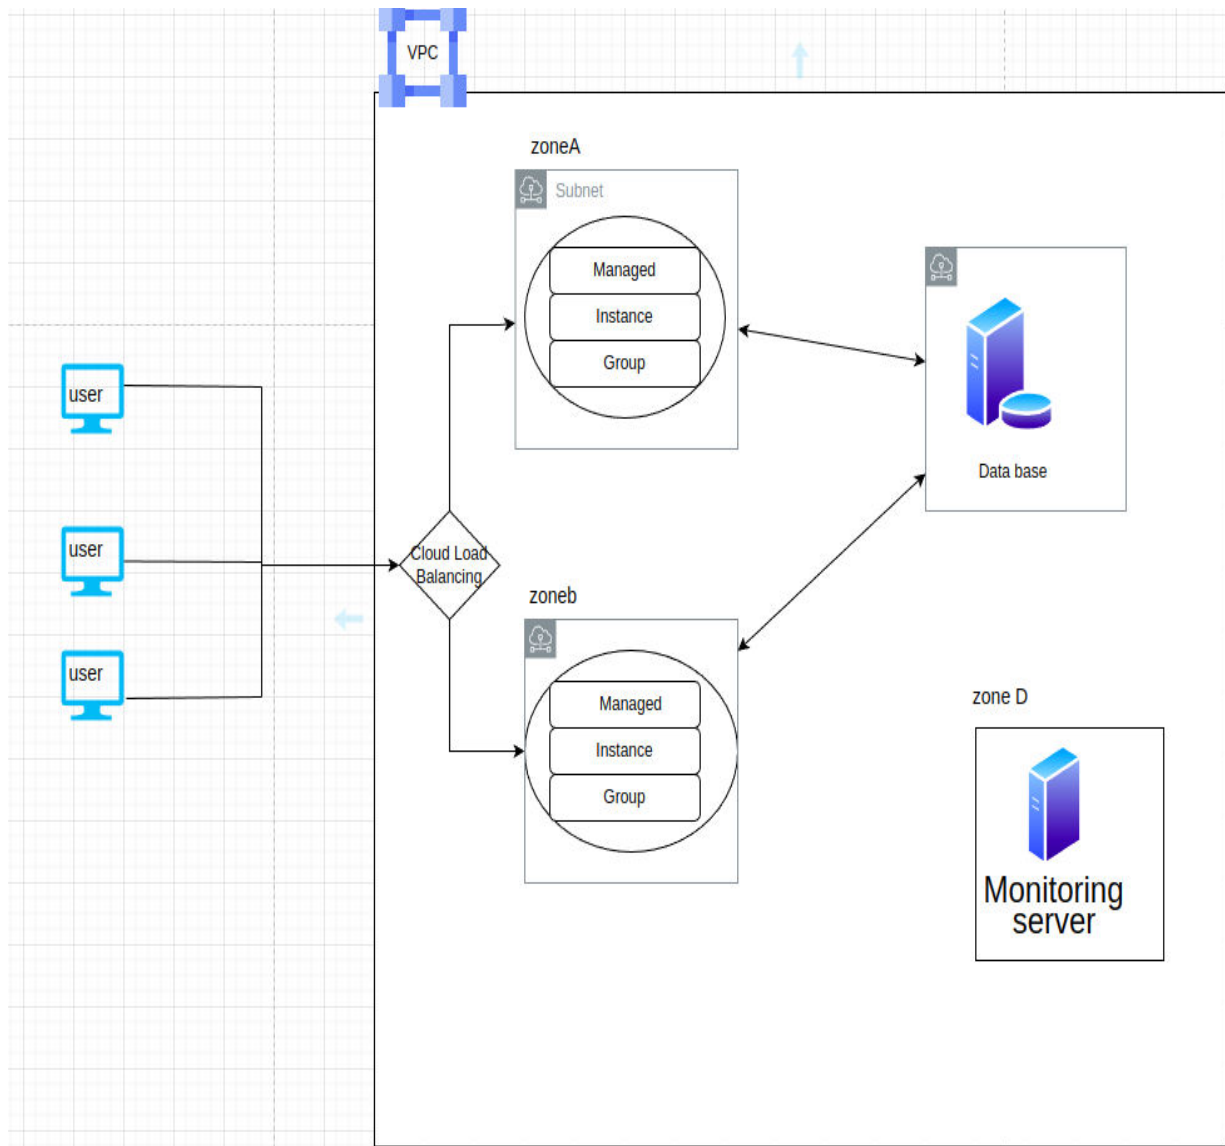 VPC
zoneA
Subnet
Managed
Instance
Group
user
user
user
Cloud Load
Balancing
Data base
zoneb
Managed
Instance
Group
zone D
Monitoring
server